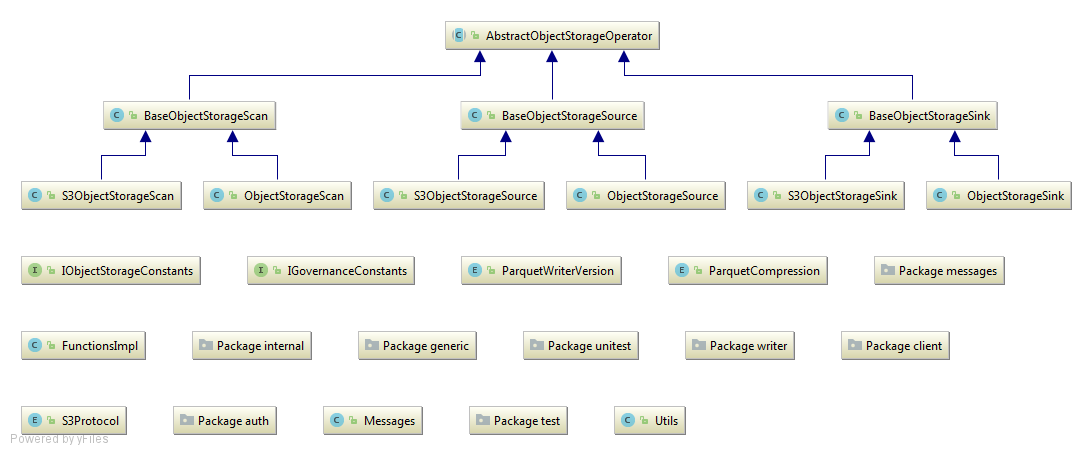 AbstractObjectStorageOperator
BaseObjectStorageScan
BaseObjectStorageSource
BaseObjectStorageSink
S3ObjectStorageScan
ObjectStorageScan
S3ObjectStorageSource
ObjectStorageSource
S3ObjectStorageSink
ObjectStorageSink
IObjectStorageConstants
IGovernanceConstants
ParquetWriterVersion
ParquetCompression
Package messages
FunctionsImpl
Package internal
Package generic
Package unitest
Package writer
Package client
S3Protocol
Package auth
Messages
Package test
Utils
Powered by yFiles